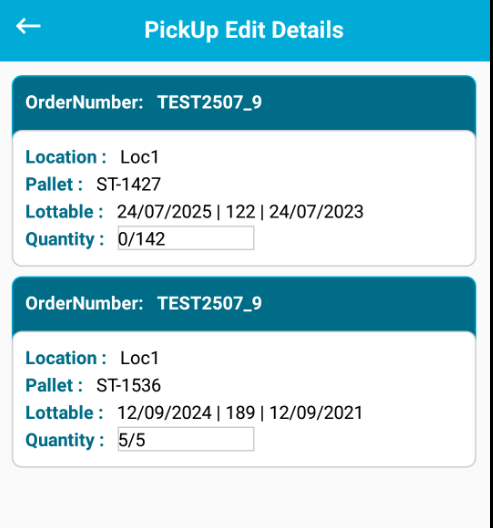 PickUp Edit Details
OrderNumber: TEST2507_9
Location : Loc1
Pallet : ST-1427
Lottable : 24/07/2025 | 122 | 24/07/2023
Quantity : 0/142
OrderNumber: TEST2507_9
Location : Loc1
Pallet : ST-1536
Lottable : 12/09/2024 | 189 | 12/09/2021
Quantity : 5/5